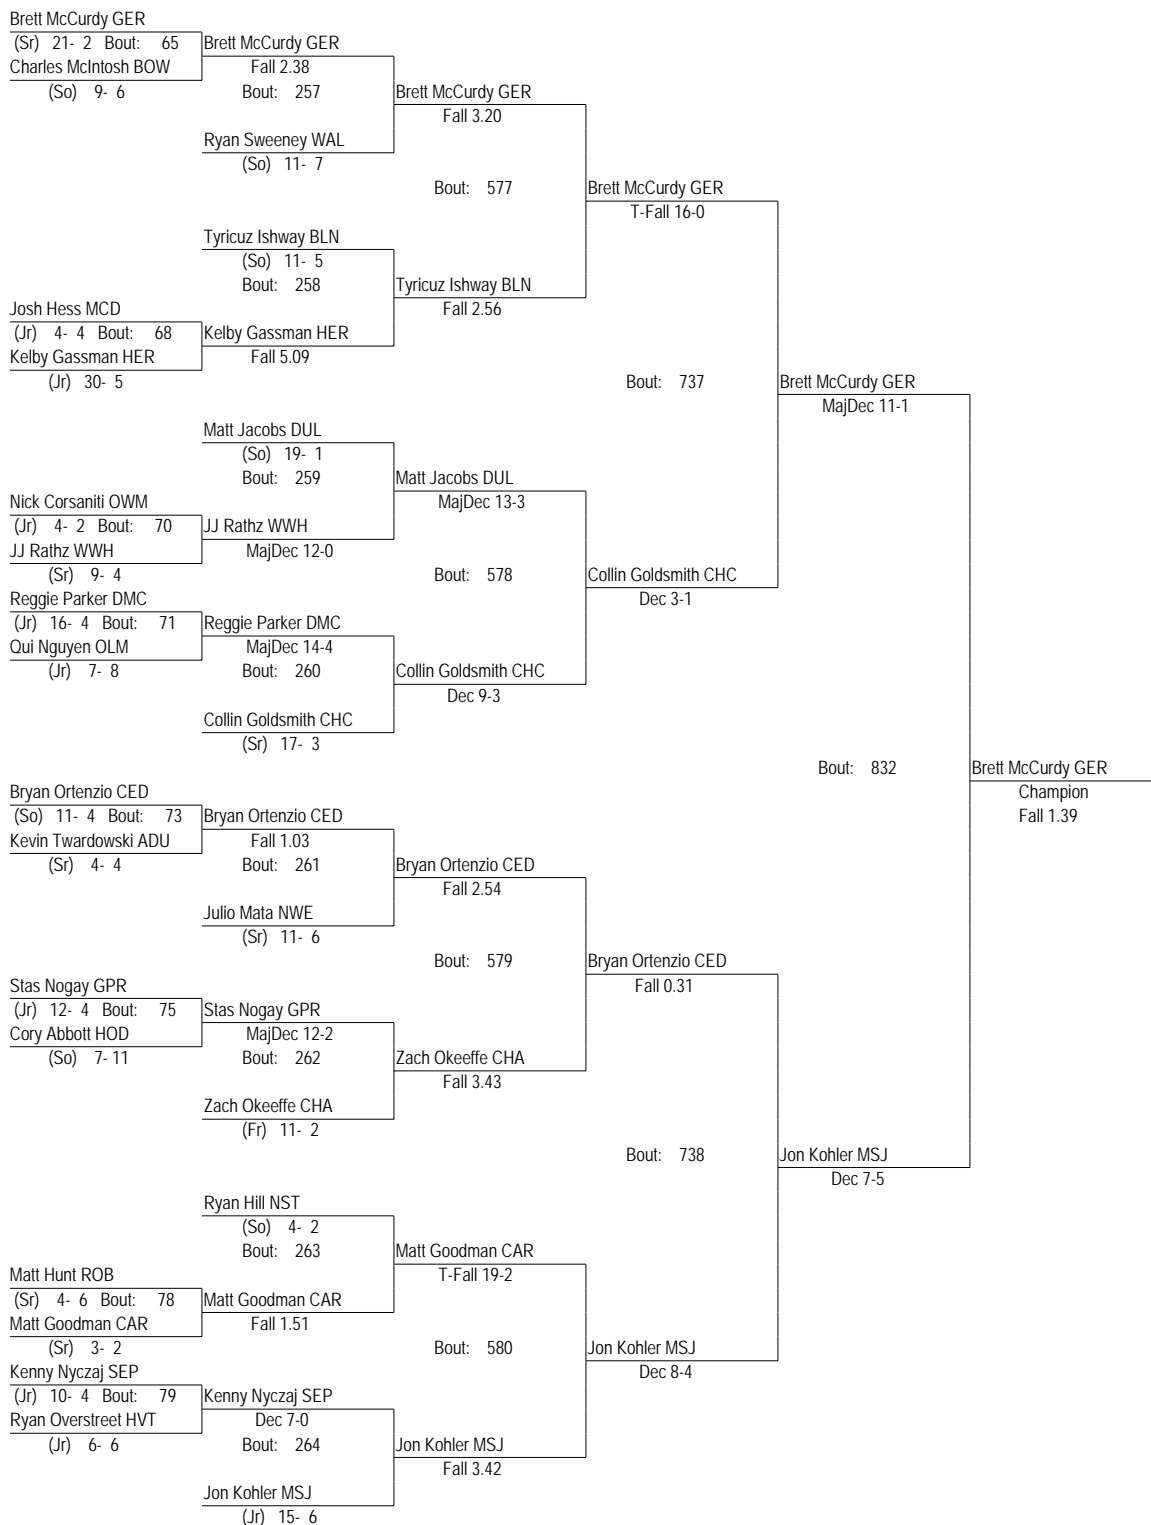 Brett McCurdy GER
(Sr) 21- 2 Bout: 65 Brett McCurdy GER
Charles McIntosh BOW Fall 2.38
(So) 9- 6 Bout: 257 Brett McCurdy GER
Fall 3.20
Ryan Sweeney WAL
(So) 11- 7
Bout: 577 Brett McCurdy GER
T-Fall 16-0
Tyricuz Ishway BLN
(So) 11- 5
Bout: 258 Tyricuz Ishway BLN
Josh Hess MCD Fall 2.56
(Jr) 4- 4 Bout: 68 Kelby Gassman HER
Kelby Gassman HER Fall 5.09
(Jr) 30- 5 Bout: 737 Brett McCurdy GER
MajDec 11-1
Matt Jacobs DUL
(So) 19- 1
Bout: 259 Matt Jacobs DUL
Nick Corsaniti OWM MajDec 13-3
(Jr) 4- 2 Bout: 70 JJ Rathz WWH
JJ Rathz WWH MajDec 12-0
(Sr) 9- 4 Bout: 578 Collin Goldsmith CHC
Reggie Parker DMC Dec 3-1
(Jr) 16- 4 Bout: 71 Reggie Parker DMC
Qui Nguyen OLM MajDec 14-4
(Jr) 7- 8 Bout: 260 Collin Goldsmith CHC
Dec 9-3
Collin Goldsmith CHC
(Sr) 17- 3
Bout: 832 Brett McCurdy GER
Bryan Ortenzio CED Champion
(So) 11- 4 Bout: 73 Bryan Ortenzio CED Fall 1.39
Kevin Twardowski ADU Fall 1.03
(Sr) 4- 4 Bout: 261 Bryan Ortenzio CED
Fall 2.54
Julio Mata NWE
(Sr) 11- 6
Bout: 579 Bryan Ortenzio CED
Stas Nogay GPR Fall 0.31
(Jr) 12- 4 Bout: 75 Stas Nogay GPR
Cory Abbott HOD MajDec 12-2
(So) 7- 11 Bout: 262 Zach Okeeffe CHA
Fall 3.43
Zach Okeeffe CHA
(Fr) 11- 2
Bout: 738 Jon Kohler MSJ
Dec 7-5
Ryan Hill NST
(So) 4- 2
Bout: 263 Matt Goodman CAR
Matt Hunt ROB T-Fall 19-2
(Sr) 4- 6 Bout: 78 Matt Goodman CAR
Matt Goodman CAR Fall 1.51
(Sr) 3- 2 Bout: 580 Jon Kohler MSJ
Kenny Nyczaj SEP Dec 8-4
(Jr) 10- 4 Bout: 79 Kenny Nyczaj SEP
Ryan Overstreet HVT Dec 7-0
(Jr) 6- 6 Bout: 264 Jon Kohler MSJ
Fall 3.42
Jon Kohler MSJ
(Jr) 15- 6